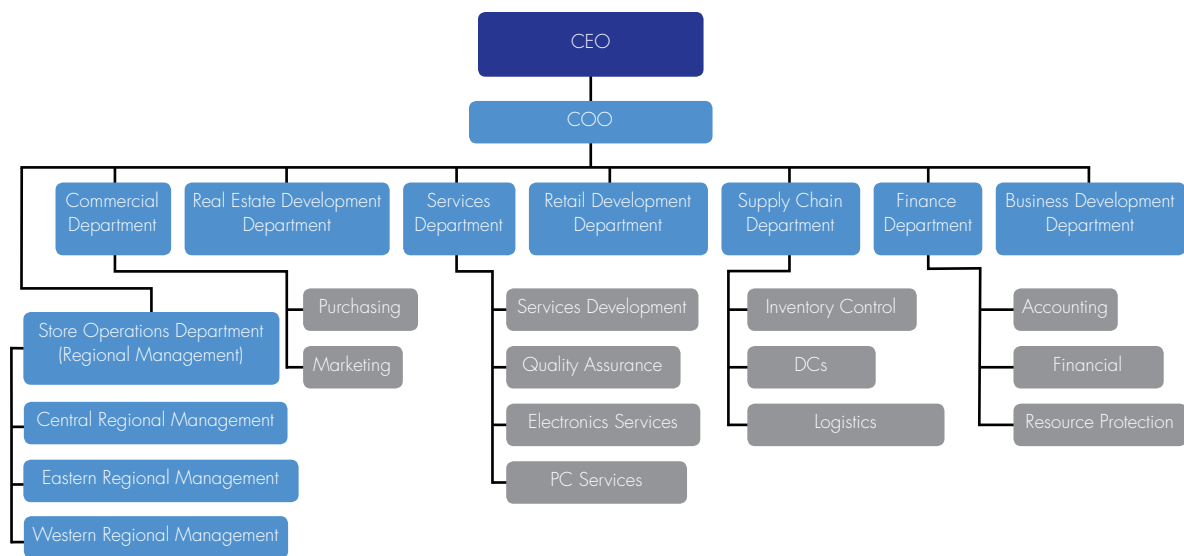 CEO
COO
Commercial
Department
Real Estate Development
Department
Services
Department
Retail Development
Department
Supply Chain
Department
Finance
Department
Business Development
Department
Store Operations Department
(Regional Management)
Central Regional Management
Eastern Regional Management
Western Regional Management
Purchasing
Marketing
Services Development
Quality Assurance
Electronics Services
PC Services
Inventory Control
DCs
Logistics
Accounting
Financial
Resource Protection